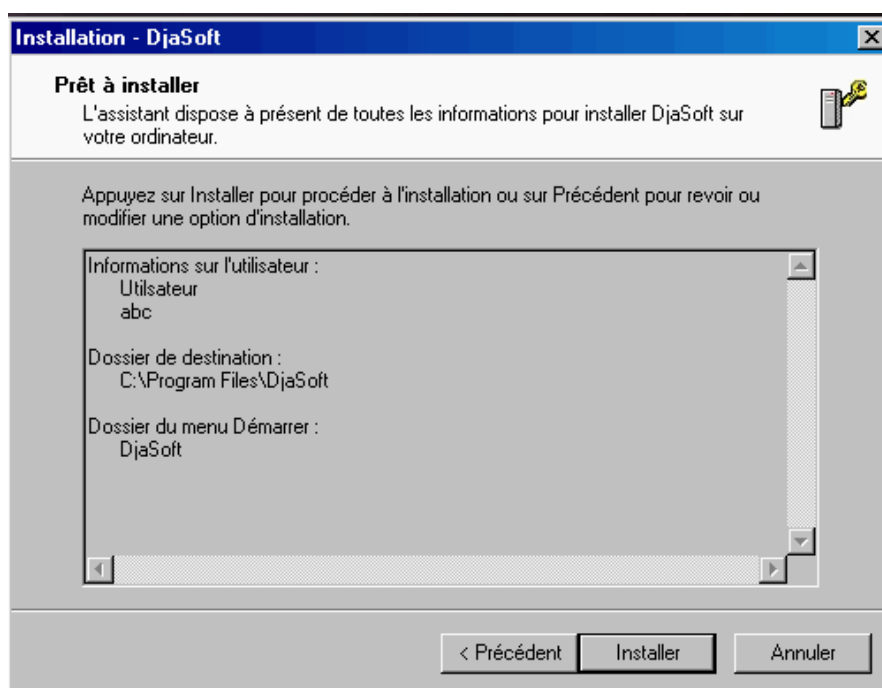 Installation - DjaSoft
Prêt à installer
L'assistant dispose à présent de toutes les informations pour installer DjaSoft sur
votre ordinateur.
Appuyez sur Installer pour procéder à l'installation ou sur Précédent pour revoir ou
modifier une option d'installation.
Informations sur l'utilisateur :
Utilsateur
abc
Dossier de destination :
C:\Program Files\DjaSoft
Dossier du menu Démarrer :
DjaSoft
< Précédent Installer Annuler